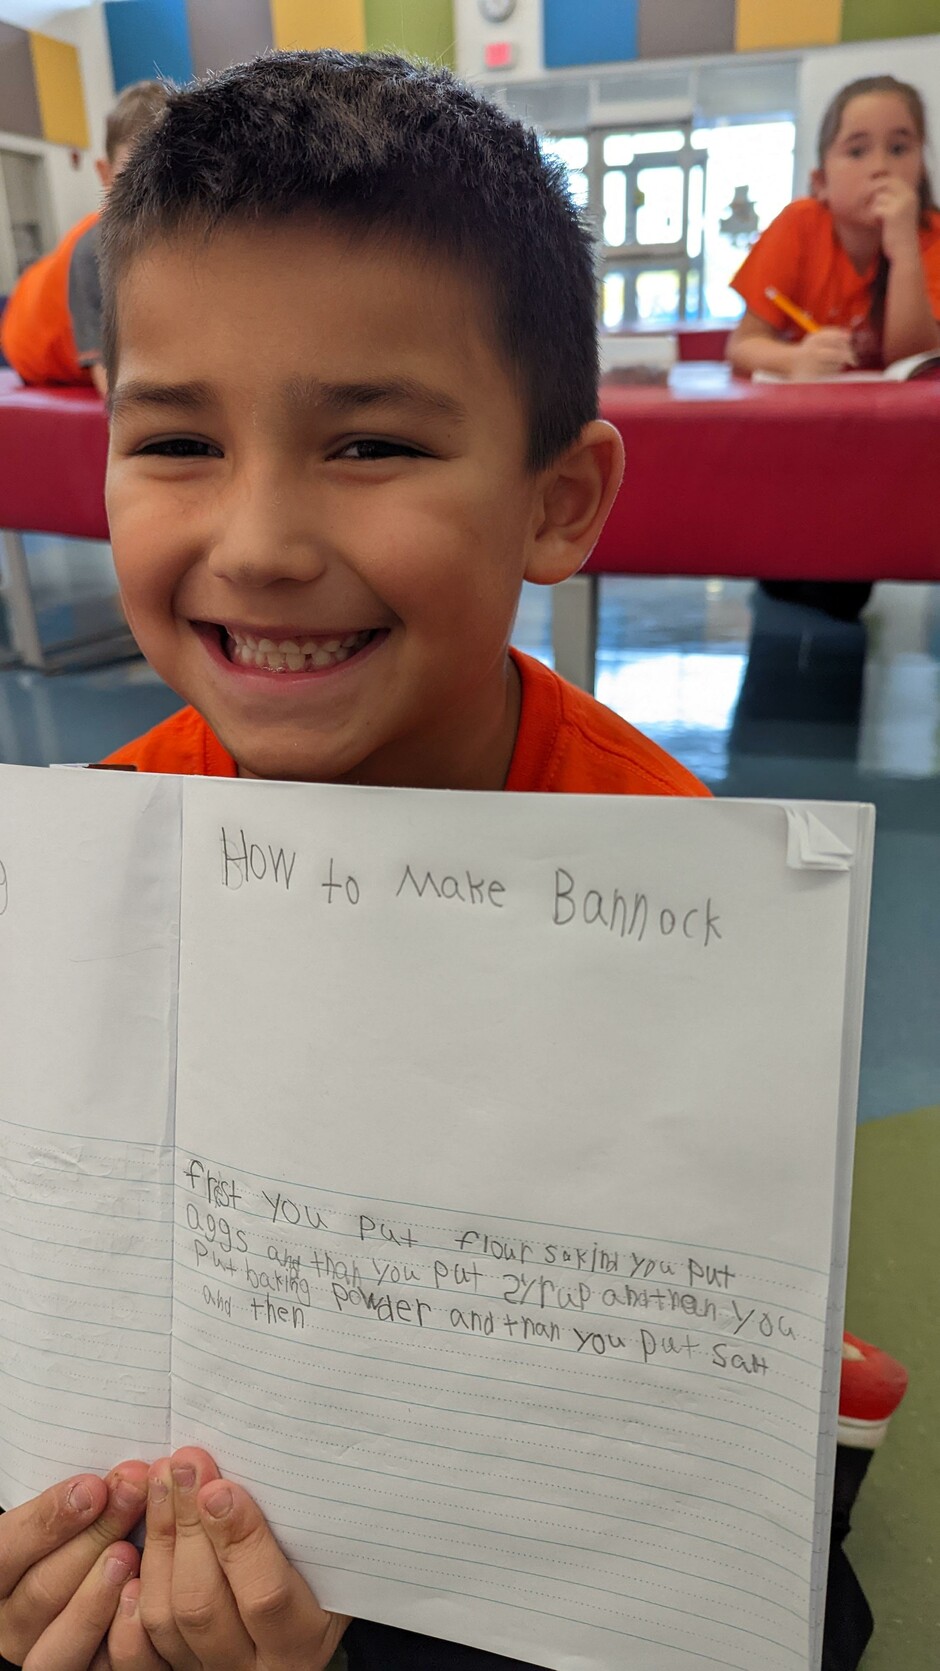 How to Make Bannock
first you put flour sakind you put
aggs and than you put syrup and than you
put baking powder and than you put salt
and then